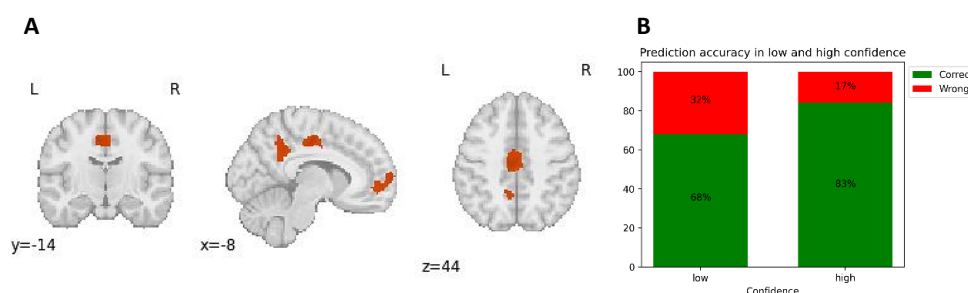 A
B
Prediction accuracy in low and high confidence
L
R
L
R
y=-14
x=-8
z=44
100
80
60
40
20
0
32%
17%
68%
83%
low
high
Confidence
Wrong